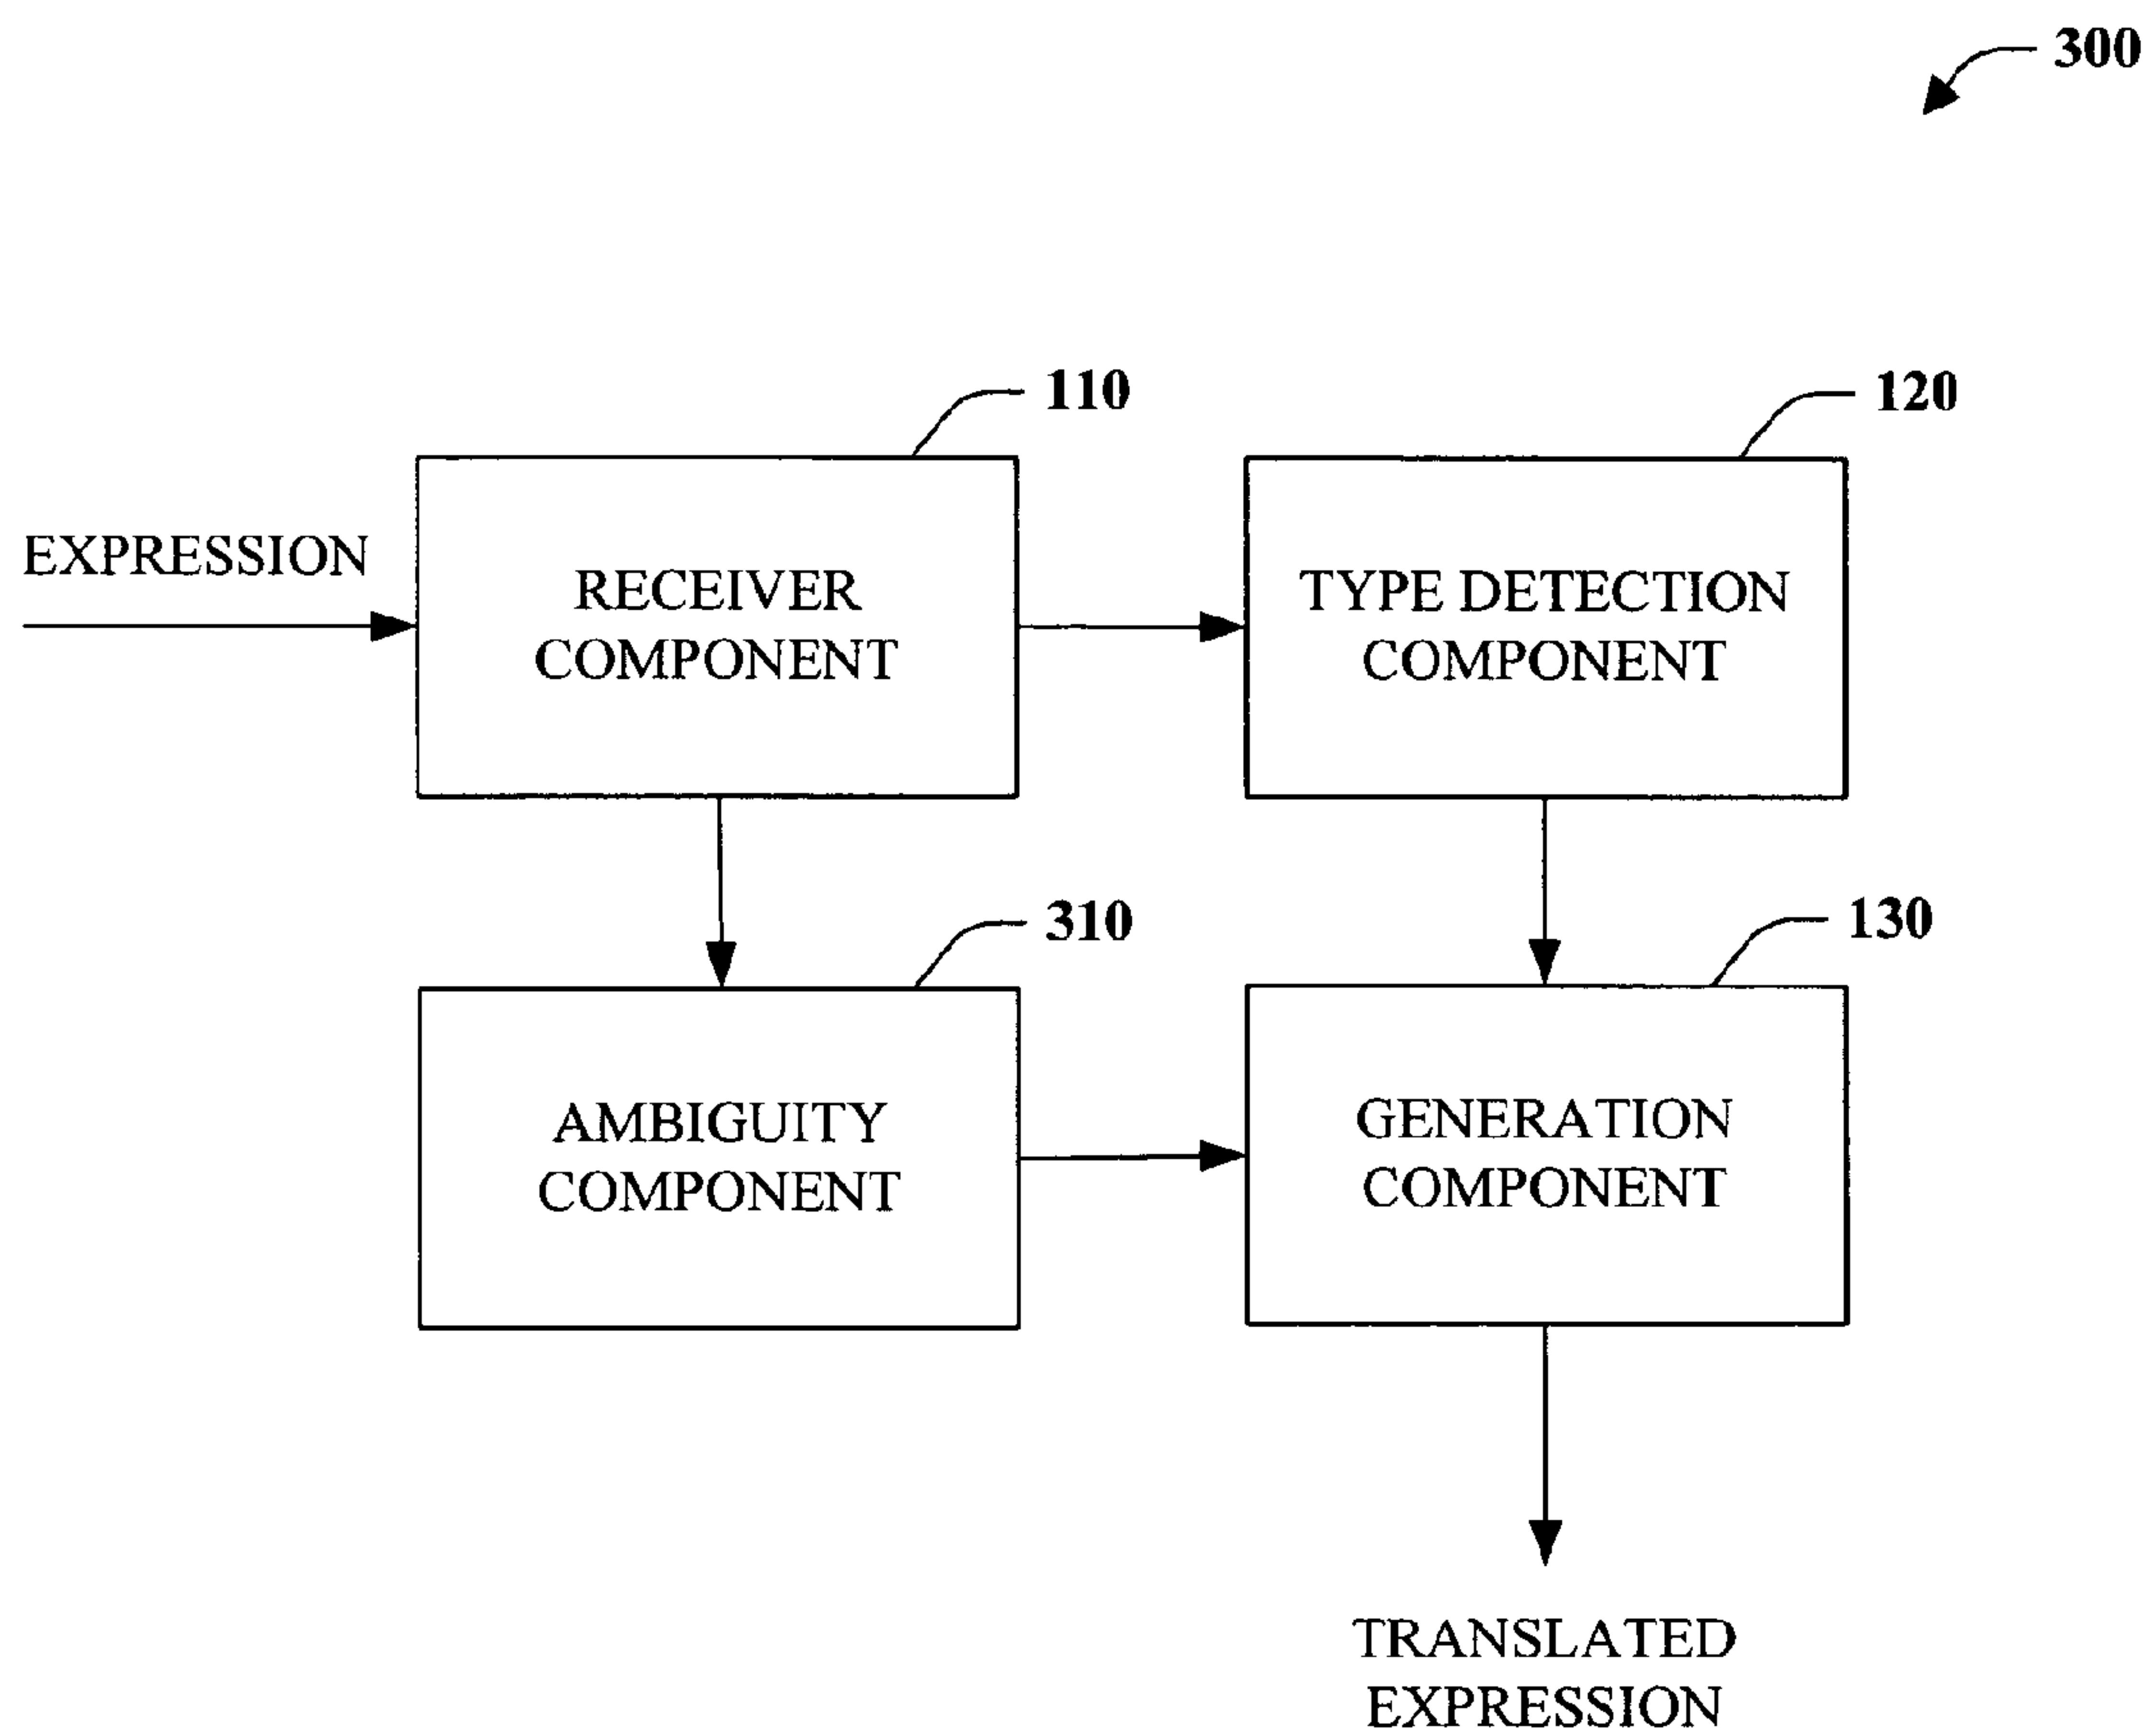 300
110
120
EXPRESSION
RECEIVER
COMPONENT
TYPE DETECTION
COMPONENT
310
130
AMBIGUITY
COMPONENT
GENERATION
COMPONENT
TRANSLATED
EXPRESSION